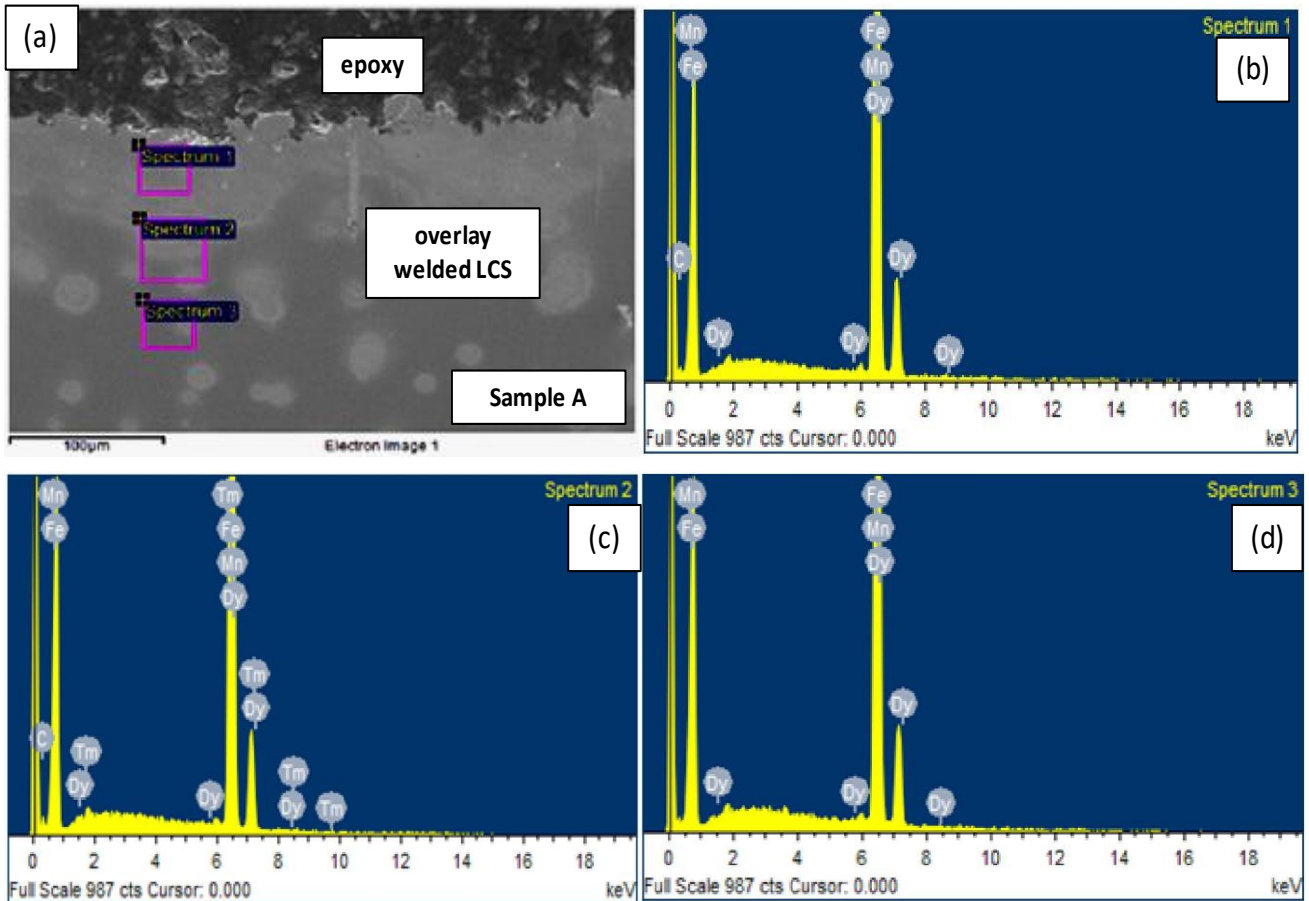 (a)
epoxy
Spectrum 1
Spectrum 2
Spectrum 3
overlay
welded LCS
Sample A
100µm
Electron Image 1
Spectrum 1
(b)
Mn
Fe
Fe
Mn
Dy
C
Dy
Dy
Dy
Dy
0 2 4 6 8 10 12 14 16 18
Full Scale 987 cts Cursor: 0.000 keV
Spectrum 2
(c)
Mn
Fe
Tm
Fe
Mn
Dy
Tm
Dy
C
Tm
Dy
Dy
Tm
Dy
Tm
0 2 4 6 8 10 12 14 16 18
Full Scale 987 cts Cursor: 0.000 keV
Spectrum 3
(d)
Mn
Fe
Fe
Mn
Dy
Dy
Dy
Dy
Dy
0 2 4 6 8 10 12 14 16 18
Full Scale 987 cts Cursor: 0.000 keV